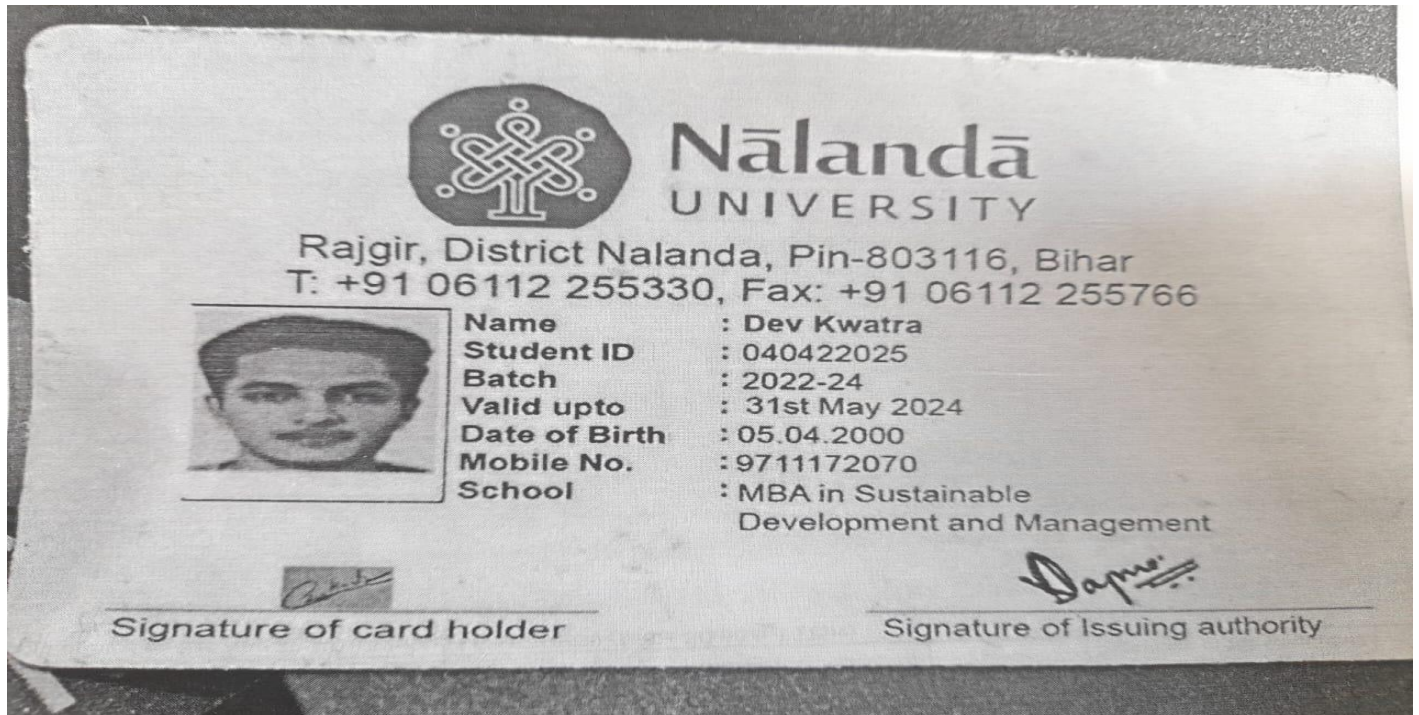 Nālandā
UNIVERSITY
Rajgir, District Nalanda, Pin-803116, Bihar
T: +91 06112 255330, Fax: +91 06112 255766
Name : Dev Kwatra
Student ID : 040422025
Batch : 2022-24
Valid upto : 31st May 2024
Date of Birth : 05.04.2000
Mobile No. : 9711172070
School : MBA in Sustainable
Development and Management
Signature of card holder
Signature of Issuing authority